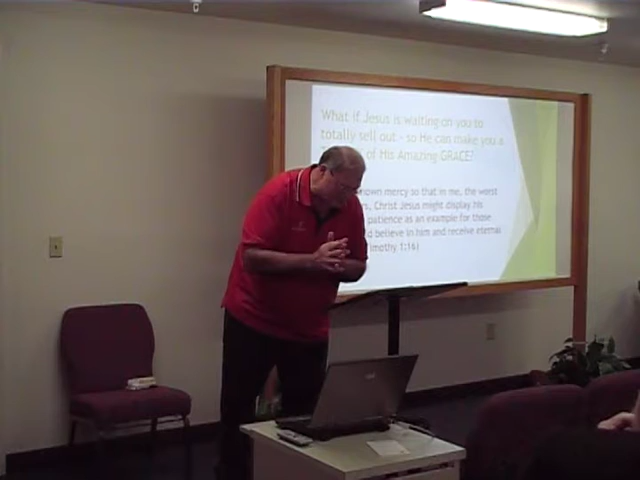 What if Jesus is waiting on you to
totally sell out - so He can make you a
of His Amazing GRACE?
own mercy so that in me, the worst
Christ Jesus might display his
patience as an example for those
believe in him and receive eternal
imothy 1:16)